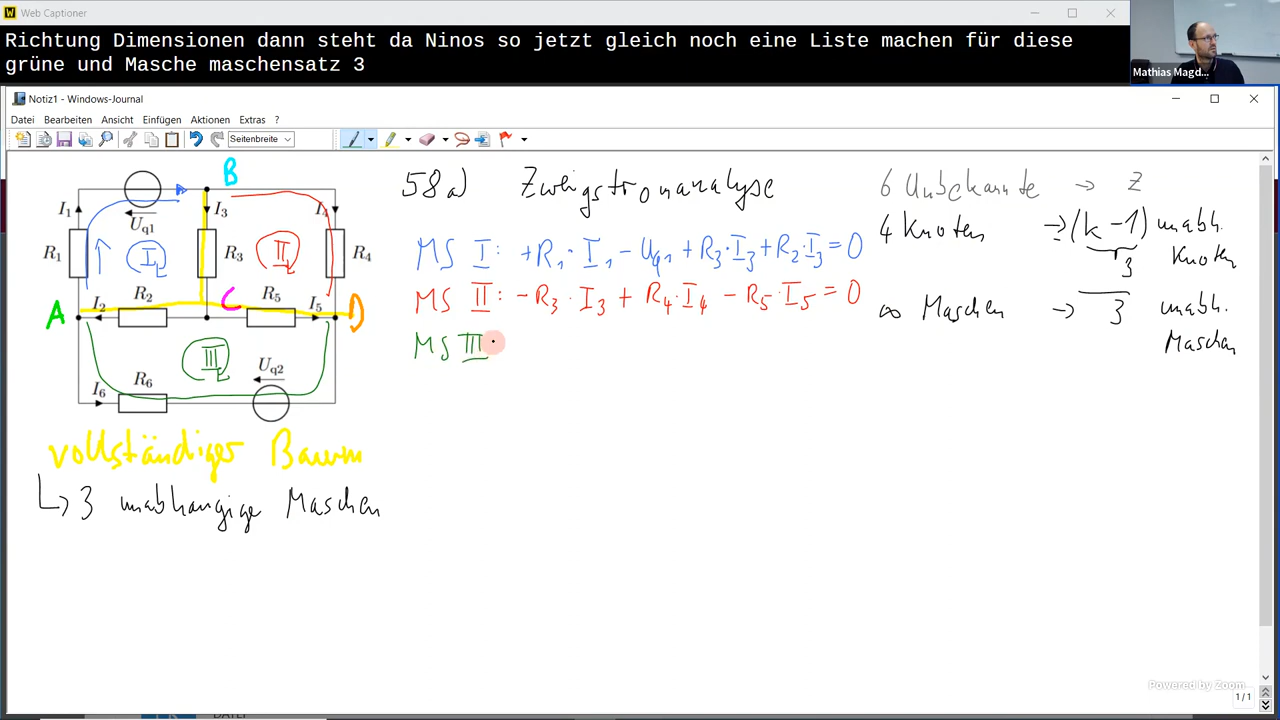 Web Captioner
Richtung Dimensionen dann steht da Ninos so jetzt gleich noch eine Liste machen für diese
grüne und Masche maschensatz 3
Mathias Magd...
Notiz1 - Windows-Journal
Datei Bearbeiten Ansicht Einfügen Aktionen Extras ?
Seitenbreite
B
I1 Uq1 I3 I4
R1 I R3 II R4
A I2 R2 C R5 I5 D
III
I6 R6 Uq2
vollständiger Baum
↳ 3 unabhängige Maschen
58a) Zweigstromanalyse
MS I: +R1 · I1 - Uq1 + R3 · I3 + R2 · I3 = 0
MS II: -R3 · I3 + R4 · I4 - R5 · I5 = 0
MS III:
6 Unbekannte → Z
4 Knoten → (k-1) unabh.
3 Knoten
∞ Maschen → 3 unabh.
Maschen
Powered by Zoom
1/1